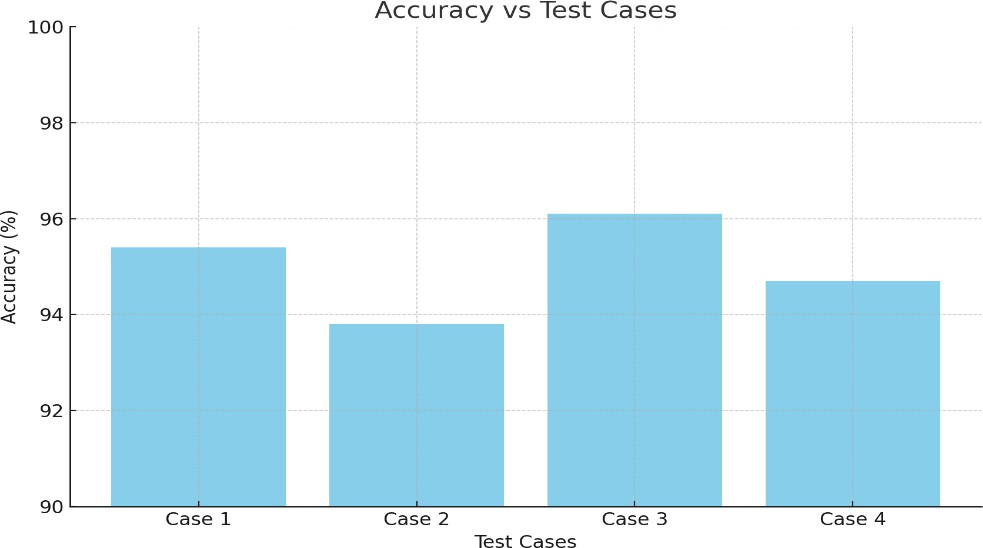 Accuracy vs Test Cases
100
98
96
94
92
90
Accuracy (%)
Case 1
Case 2
Case 3
Case 4
Test Cases